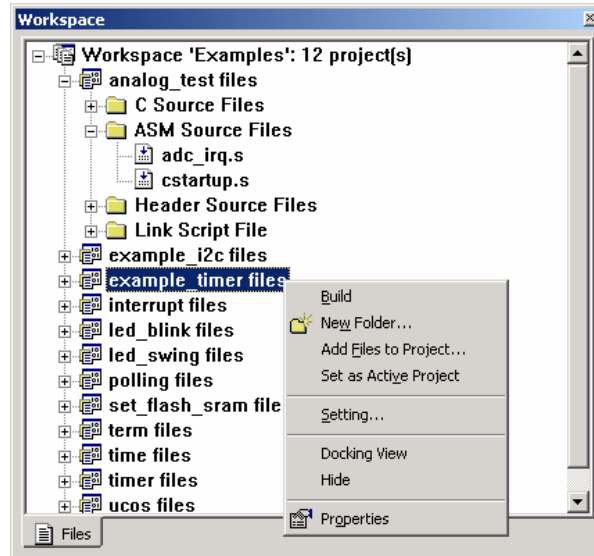 Workspace
Workspace 'Examples': 12 project(s)
analog_test files
C Source Files
ASM Source Files
adc_irq.s
cstartup.s
Header Source Files
Link Script File
example_i2c files
example_timer files
interrupt files
led_blink files
led_swing files
polling files
set_flash_sram file
term files
time files
timer files
ucos files
Build
New Folder...
Add Files to Project...
Set as Active Project
Setting...
Docking View
Hide
Properties
Files